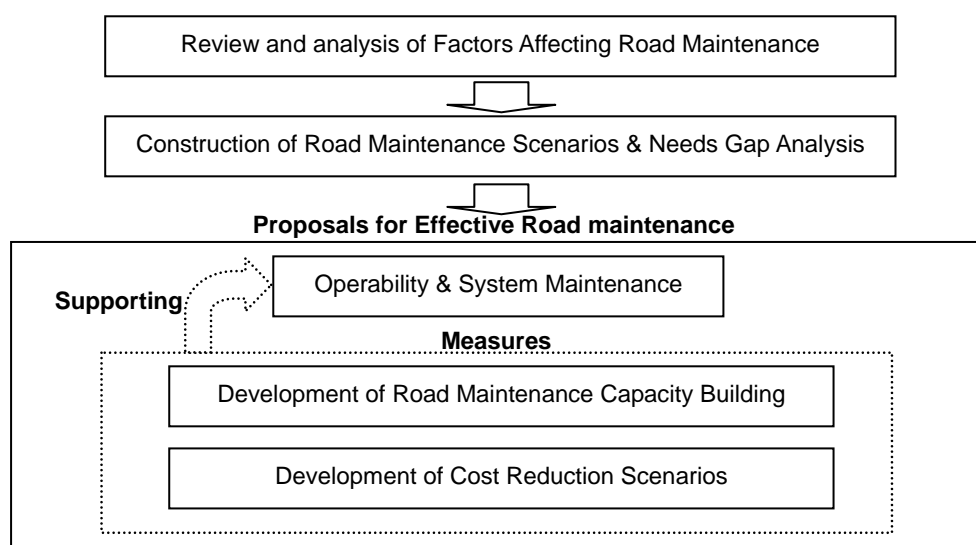 Review and analysis of Factors Affecting Road Maintenance
Construction of Road Maintenance Scenarios & Needs Gap Analysis
Proposals for Effective Road maintenance
Operability & System Maintenance
Supporting
Measures
Development of Road Maintenance Capacity Building
Development of Cost Reduction Scenarios